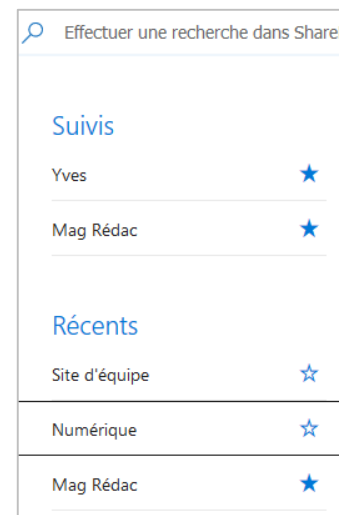 Effectuer une recherche dans Share
Suivis
Yves
Mag Rédac
Récents
Site d'équipe
Numérique
Mag Rédac